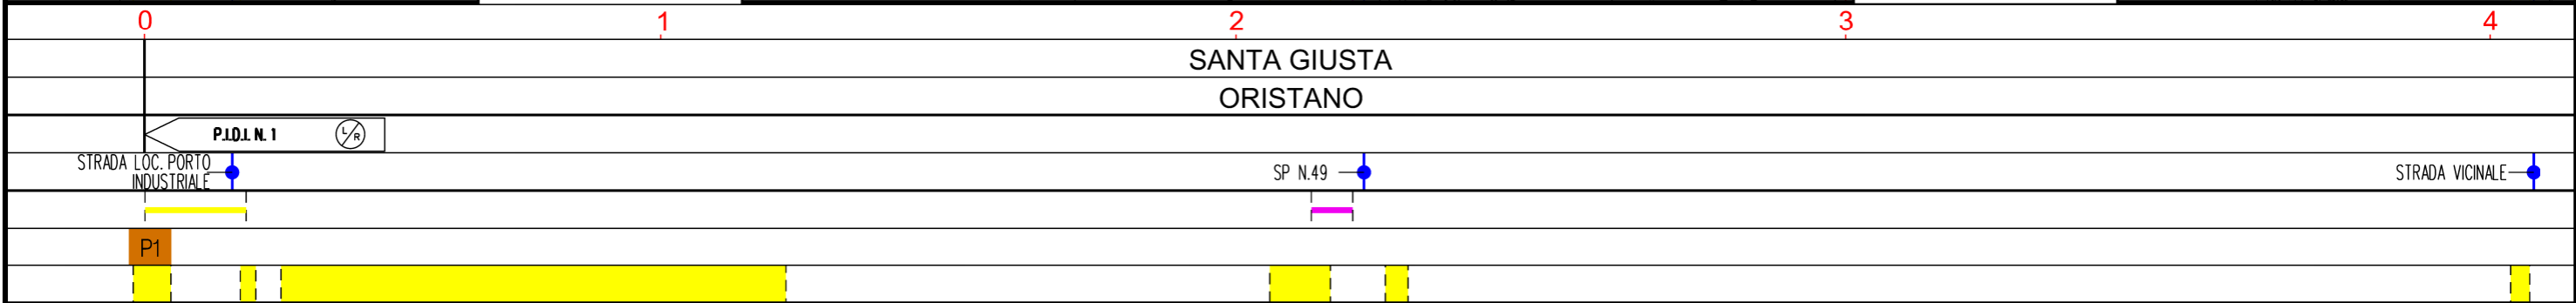 0 1 2 3 4
SANTA GIUSTA
ORISTANO
P.I.D.I. N. 1 L/R
STRADA LOC. PORTO
INDUSTRIALE
SP N.49
STRADA VICINALE
P1